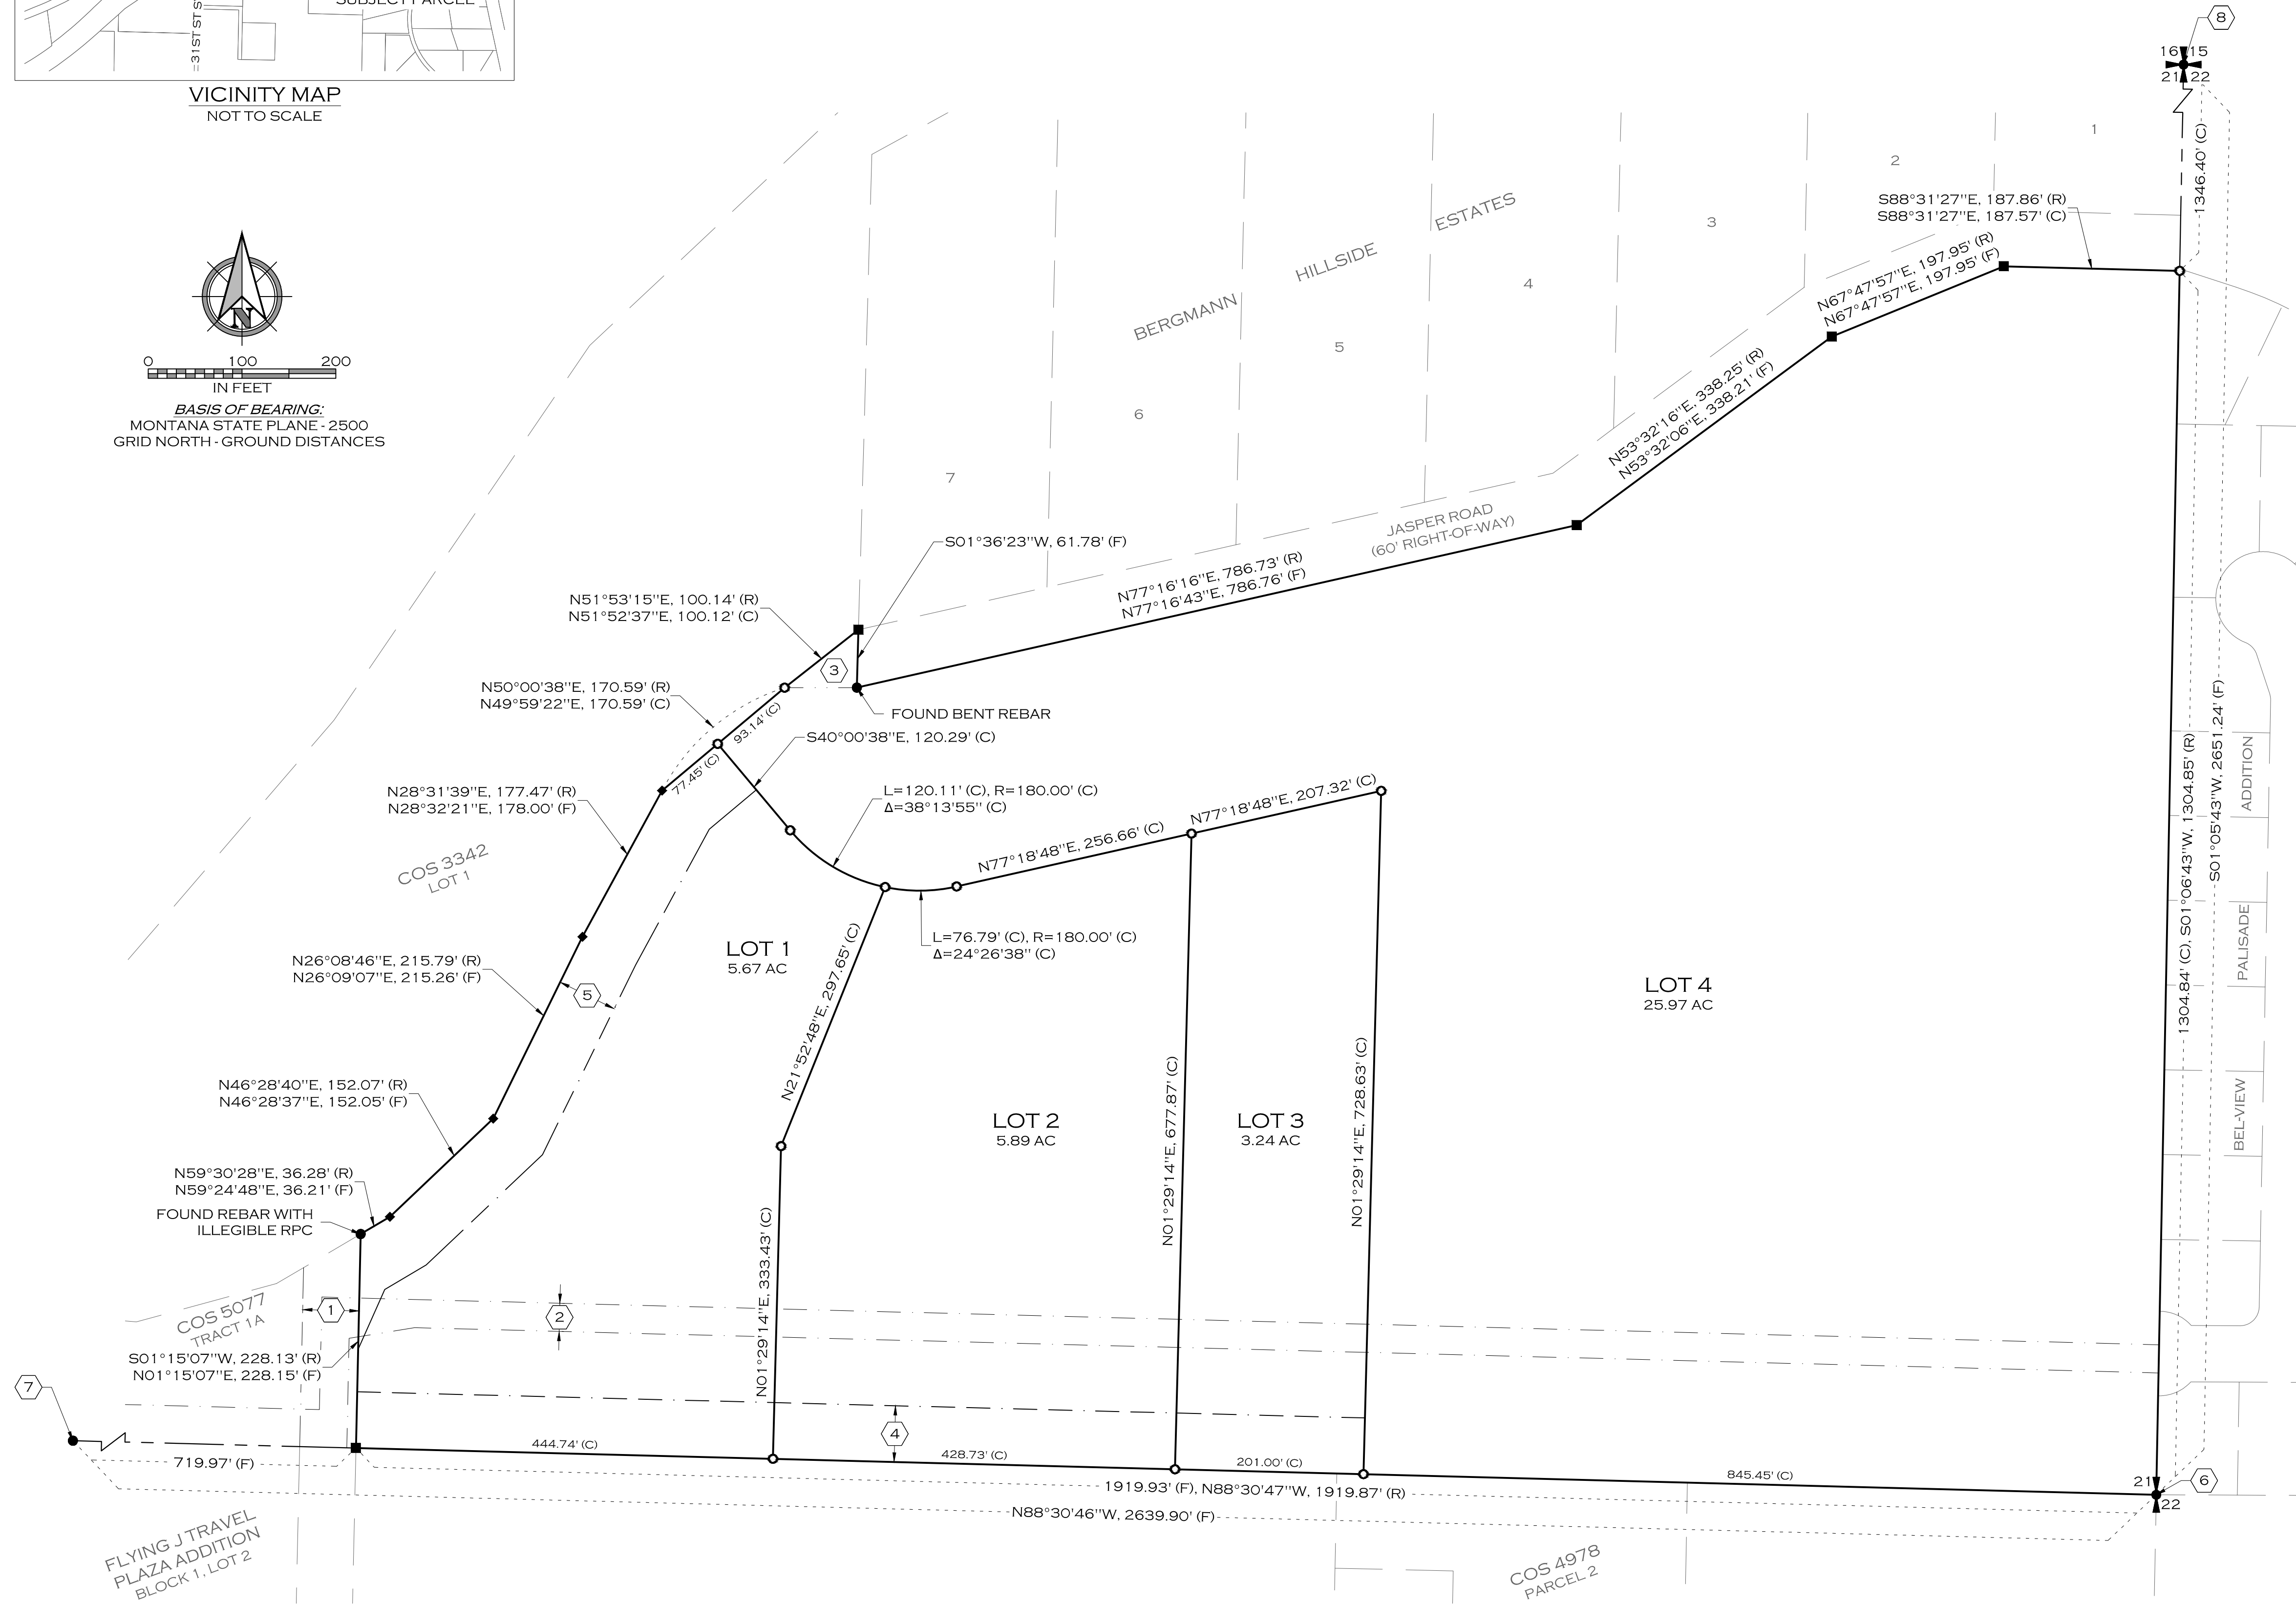 31ST ST S
SUBJECT PARCEL
VICINITY MAP
NOT TO SCALE
8
16 15
21 22
1346.40' (C)
N
0 100 200
IN FEET
BASIS OF BEARING:
MONTANA STATE PLANE - 2500
GRID NORTH - GROUND DISTANCES
1
2
3
4
5
6
7
BERGMANN HILLSIDE ESTATES
S88°31'27"E, 187.86' (R)
S88°31'27"E, 187.57' (C)
N67°47'57"E, 197.95' (R)
N67°47'57"E, 197.95' (F)
N53°32'16"E, 338.25' (R)
N53°32'06"E, 338.21' (F)
JASPER ROAD
(60' RIGHT-OF-WAY)
N77°16'16"E, 786.73' (R)
N77°16'43"E, 786.76' (F)
S01°36'23"W, 61.78' (F)
N51°53'15"E, 100.14' (R)
N51°52'37"E, 100.12' (C)
3
N50°00'38"E, 170.59' (R)
N49°59'22"E, 170.59' (C)
93.14' (C)
77.45' (C)
FOUND BENT REBAR
S40°00'38"E, 120.29' (C)
N28°31'39"E, 177.47' (R)
N28°32'21"E, 178.00' (F)
L=120.11' (C), R=180.00' (C)
Δ=38°13'55" (C)
N77°18'48"E, 256.66' (C)
N77°18'48"E, 207.32' (C)
L=76.79' (C), R=180.00' (C)
Δ=24°26'38" (C)
COS 3342
LOT 1
N26°08'46"E, 215.79' (R)
N26°09'07"E, 215.26' (F)
5
LOT 1
5.67 AC
N21°52'48"E, 297.65' (C)
LOT 4
25.97 AC
1304.84' (C), S01°06'43"W, 1304.85' (R)
S01°05'43"W, 2651.24' (F)
BEL-VIEW PALISADE ADDITION
N46°28'40"E, 152.07' (R)
N46°28'37"E, 152.05' (F)
LOT 2
5.89 AC
N01°29'14"E, 677.87' (C)
LOT 3
3.24 AC
N01°29'14"E, 728.63' (C)
N59°30'28"E, 36.28' (R)
N59°24'48"E, 36.21' (F)
FOUND REBAR WITH
ILLEGIBLE RPC
N01°29'14"E, 333.43' (C)
COS 5077
TRACT 1A
1
2
S01°15'07"W, 228.13' (R)
N01°15'07"E, 228.15' (F)
7
4
719.97' (F)
444.74' (C)
428.73' (C)
201.00' (C)
845.45' (C)
21
22
6
1919.93' (F), N88°30'47"W, 1919.87' (R)
N88°30'46"W, 2639.90' (F)
FLYING J TRAVEL
PLAZA ADDITION
BLOCK 1, LOT 2
COS 4978
PARCEL 2